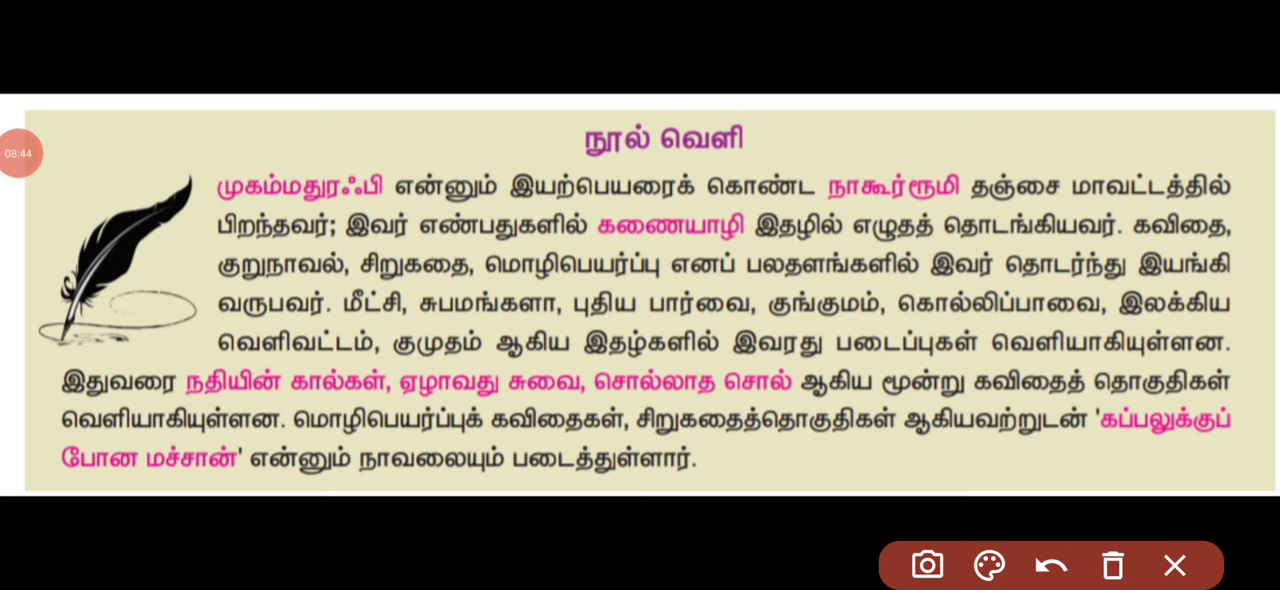 நூல் வெளி
08:44
முகம்மதுரஃபி என்னும் இயற்பெயரைக் கொண்ட நாகூர்ரூமி தஞ்சை மாவட்டத்தில்
பிறந்தவர்; இவர் எண்பதுகளில் கணையாழி இதழில் எழுதத் தொடங்கியவர். கவிதை,
குறுநாவல், சிறுகதை, மொழிபெயர்ப்பு எனப் பலதளங்களில் இவர் தொடர்ந்து இயங்கி
வருபவர். மீட்சி, சுபமங்களா, புதிய பார்வை, குங்குமம், கொல்லிப்பாவை, இலக்கிய
வெளிவட்டம், குமுதம் ஆகிய இதழ்களில் இவரது படைப்புகள் வெளியாகியுள்ளன.
இதுவரை நதியின் கால்கள், ஏழாவது சுவை, சொல்லாத சொல் ஆகிய மூன்று கவிதைத் தொகுதிகள்
வெளியாகியுள்ளன. மொழிபெயர்ப்புக் கவிதைகள், சிறுகதைத்தொகுதிகள் ஆகியவற்றுடன் 'கப்பலுக்குப்
போன மச்சான்' என்னும் நாவலையும் படைத்துள்ளார்.